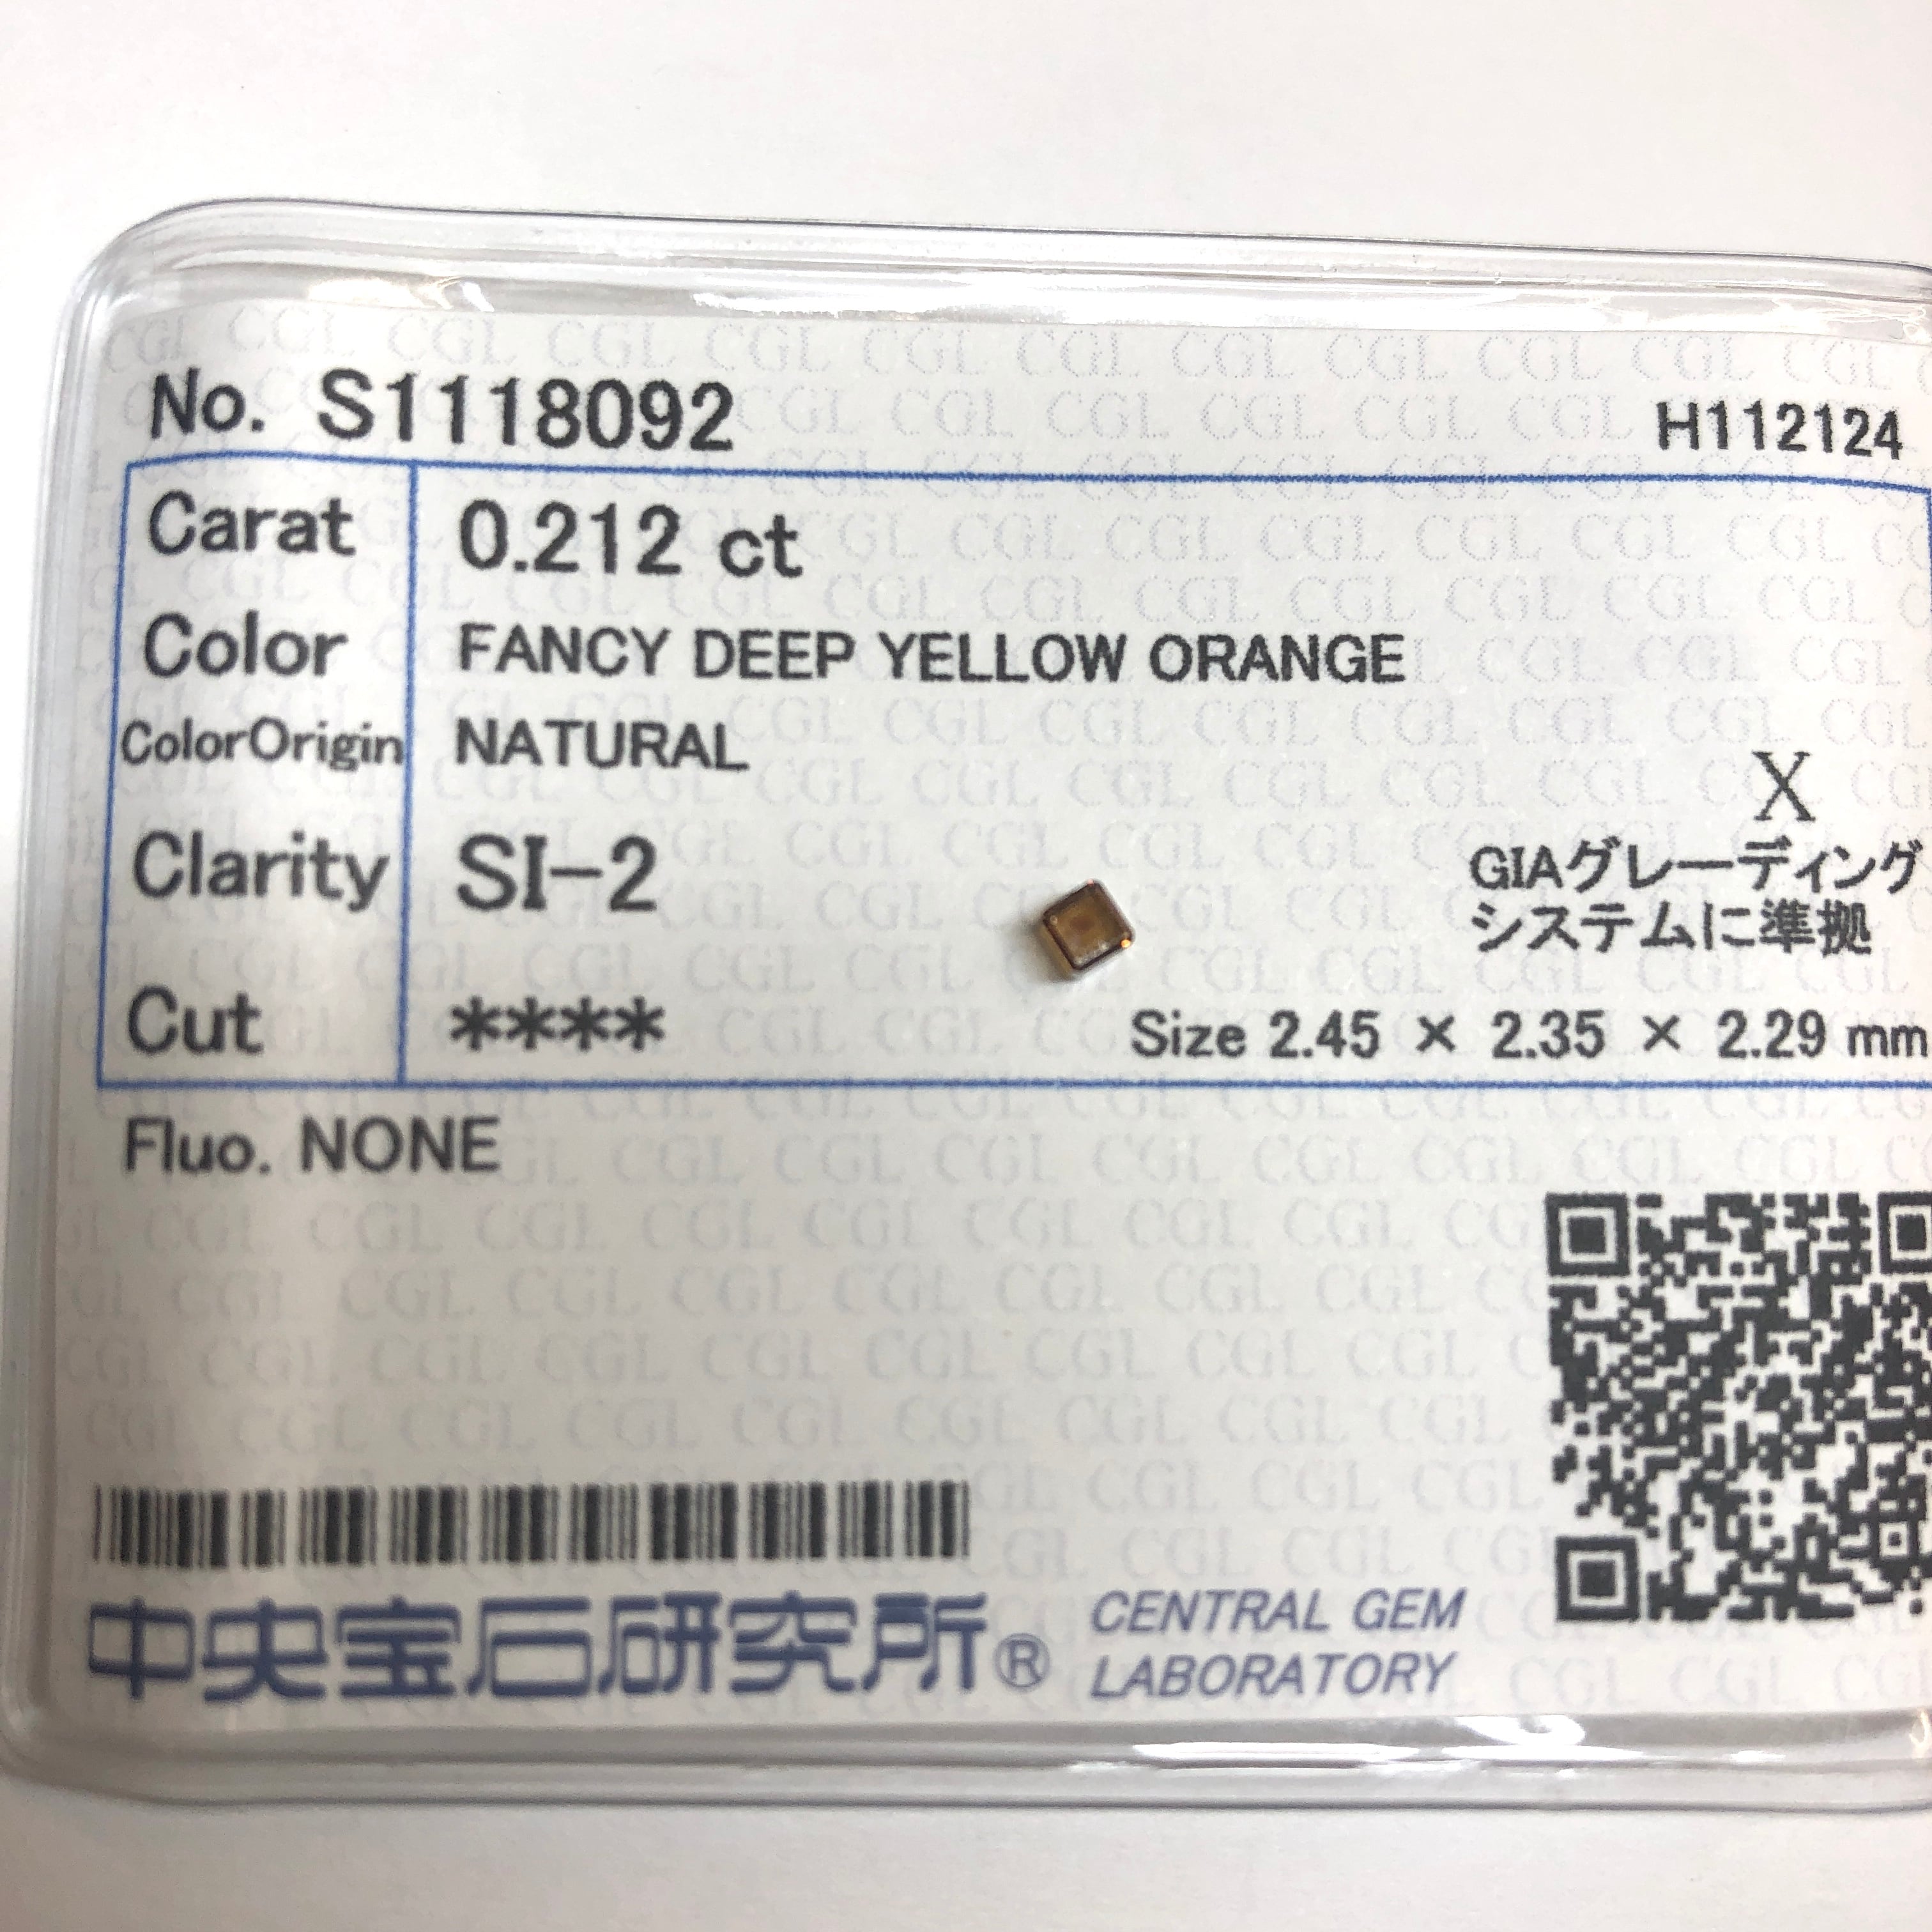 No. S1118092
H112124
Carat 0.212 ct
Color FANCY DEEP YELLOW ORANGE
ColorOrigin NATURAL
X
Clarity SI-2
GIAグレーディング
システムに準拠
Cut ****
Size 2.45 × 2.35 × 2.29 mm
Fluo. NONE
中央宝石研究所®
CENTRAL GEM
LABORATORY